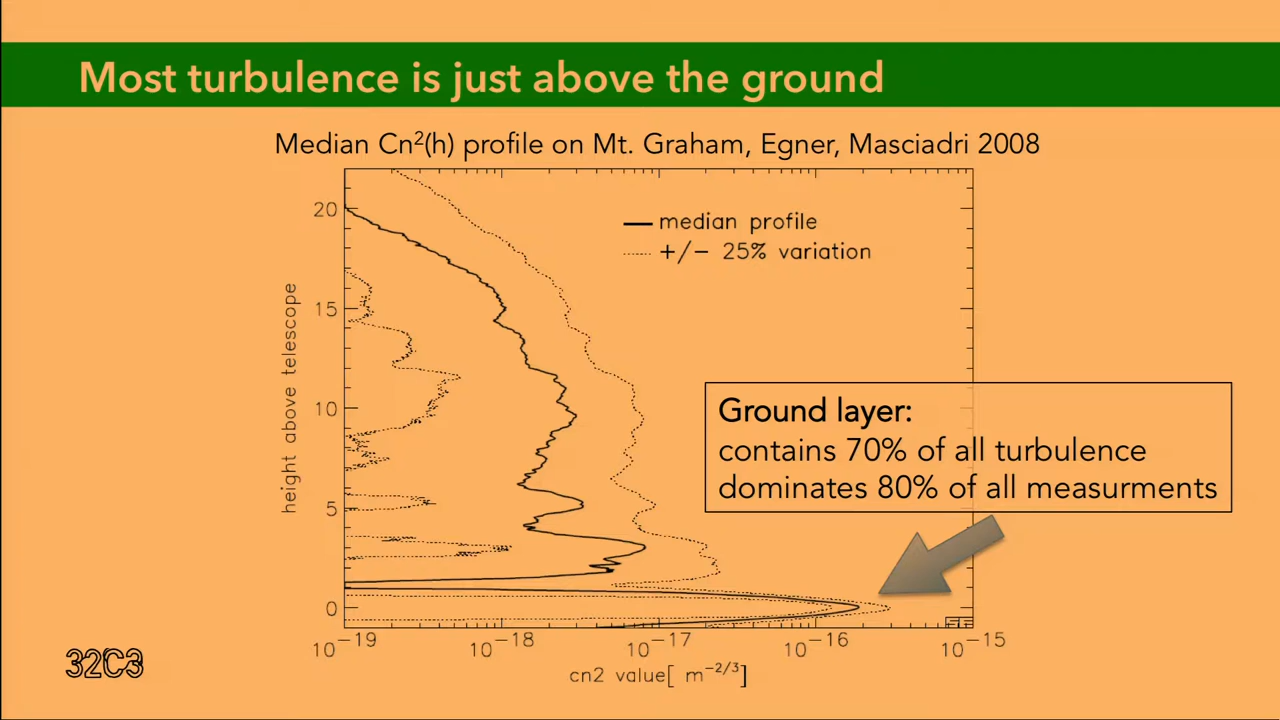 Most turbulence is just above the ground
Median Cn²(h) profile on Mt. Graham, Egner, Masciadri 2008
median profile
+/− 25% variation
height above telescope
20
15
10
5
0
Ground layer:
contains 70% of all turbulence
dominates 80% of all measurments
10⁻¹⁹ 10⁻¹⁸ 10⁻¹⁷ 10⁻¹⁶ 10⁻¹⁵
cn2 value[ m⁻²/³]
32C3